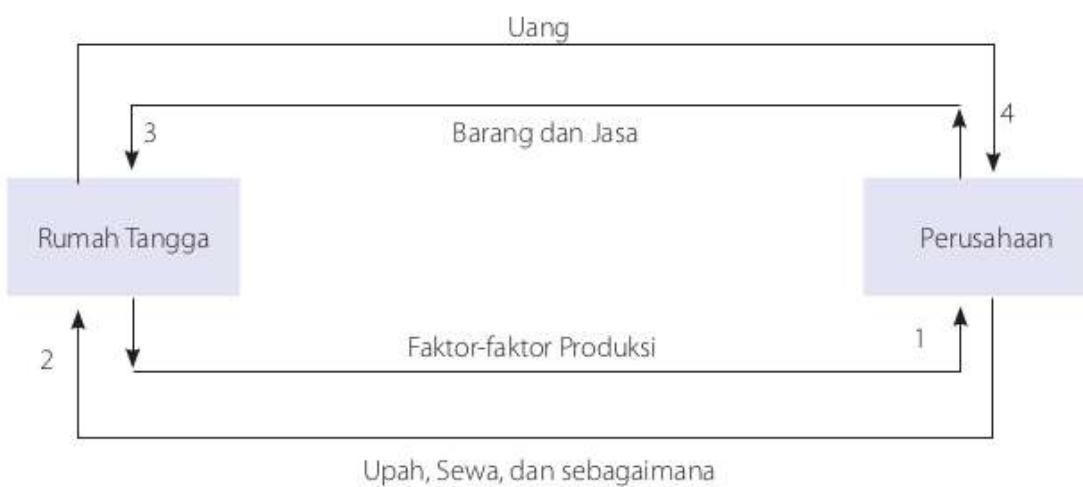 Uang
4
3
Barang dan Jasa
Rumah Tangga
Perusahaan
1
Faktor-faktor Produksi
2
Upah, Sewa, dan sebagaimana